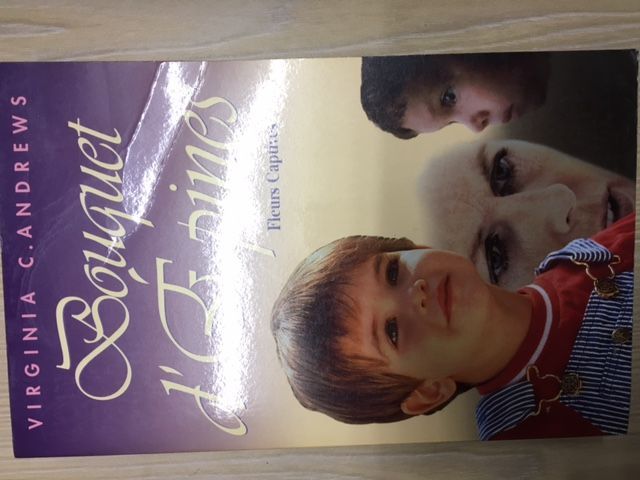 VIRGINIA C. ANDREWS
Bouquet
d'Épines
Fleurs Captives